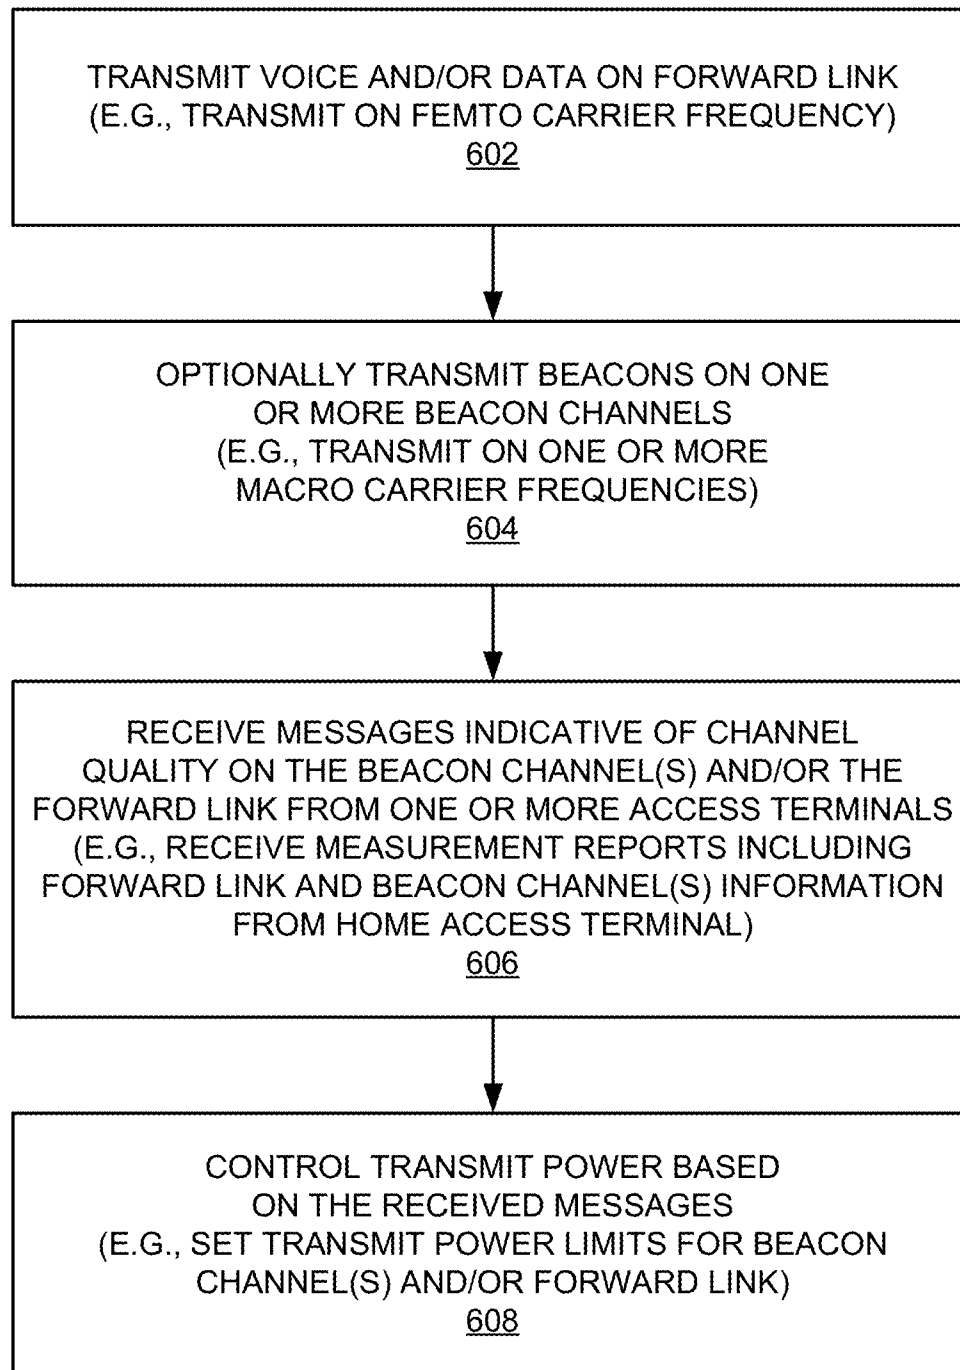 TRANSMIT VOICE AND/OR DATA ON FORWARD LINK
(E.G., TRANSMIT ON FEMTO CARRIER FREQUENCY)
602
OPTIONALLY TRANSMIT BEACONS ON ONE
OR MORE BEACON CHANNELS
(E.G., TRANSMIT ON ONE OR MORE
MACRO CARRIER FREQUENCIES)
604
RECEIVE MESSAGES INDICATIVE OF CHANNEL
QUALITY ON THE BEACON CHANNEL(S) AND/OR THE
FORWARD LINK FROM ONE OR MORE ACCESS TERMINALS
(E.G., RECEIVE MEASUREMENT REPORTS INCLUDING
FORWARD LINK AND BEACON CHANNEL(S) INFORMATION
FROM HOME ACCESS TERMINAL)
606
CONTROL TRANSMIT POWER BASED
ON THE RECEIVED MESSAGES
(E.G., SET TRANSMIT POWER LIMITS FOR BEACON
CHANNEL(S) AND/OR FORWARD LINK)
608